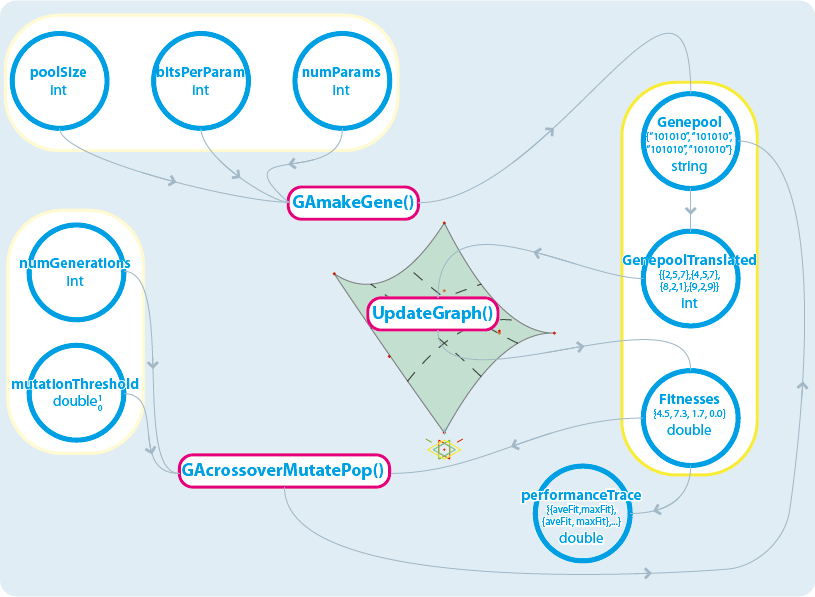 poolSize
int
bitsPerParam
int
numParams
int
GAmakeGene()
Genepool
{“101010”, “101010”,
“101010”, “101010”}
string
numGenerations
int
GenepoolTranslated
{{2,5,7},{4,5,7},
{8,2,1},{9,2,9}}
int
UpdateGraph()
mutationThreshold
double 1
0
Fitnesses
{4.5, 7.3, 1.7, 0.0}
double
GAcrossoverMutatePop()
performanceTrace
}{aveFit,maxFit},
{aveFit, maxFit},...}
double